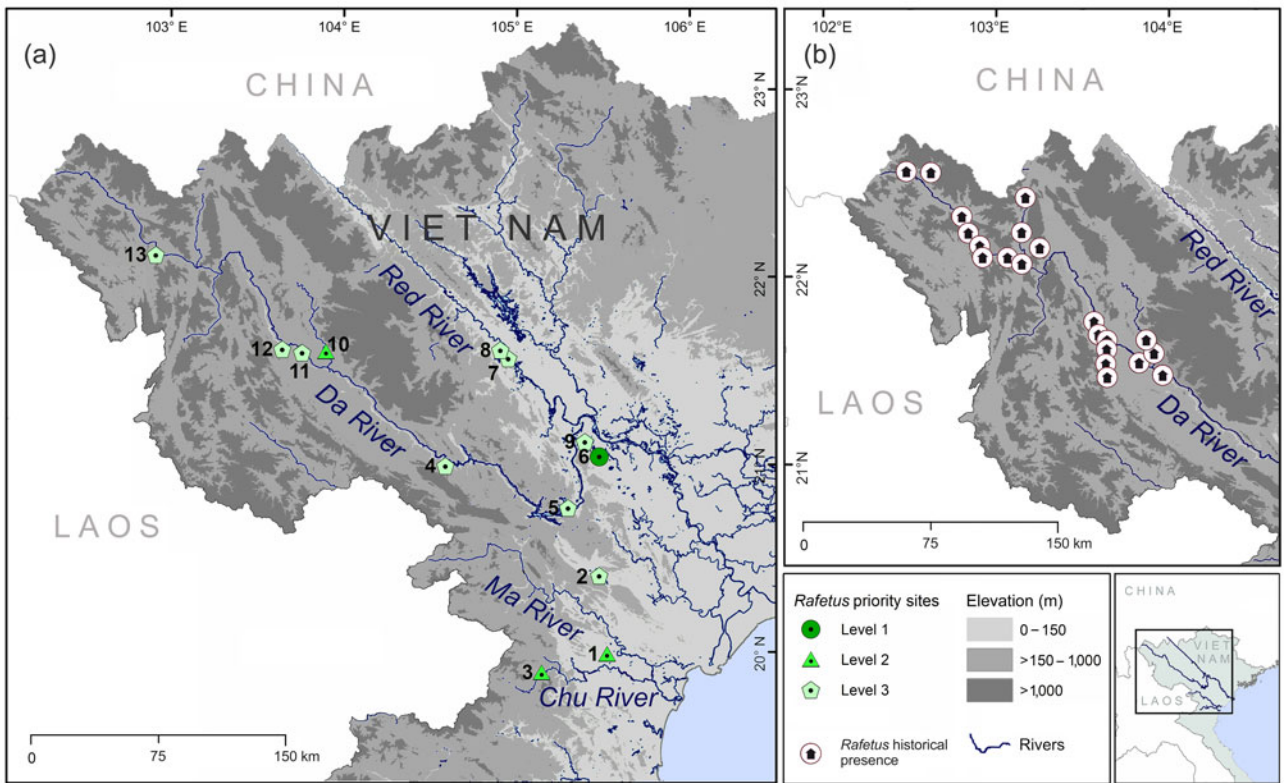 103° E 104° E 105° E 106° E
(a)
CHINA
23° N
VIET NAM
Red River
22° N
13
12
11
10
8
7
Da River
9
6
21° N
4
5
LAOS
2
Ma River
1
20° N
3
Chu River
0 75 150 km
102° E 103° E 104° E
(b)
CHINA
23° N
Red River
22° N
LAOS
Da River
21° N
0 75 150 km
Rafetus priority sites
Level 1
Level 2
Level 3
Rafetus historical
presence
Elevation (m)
0 – 150
>150 – 1,000
>1,000
Rivers
CHINA
VIET
NAM
LAOS